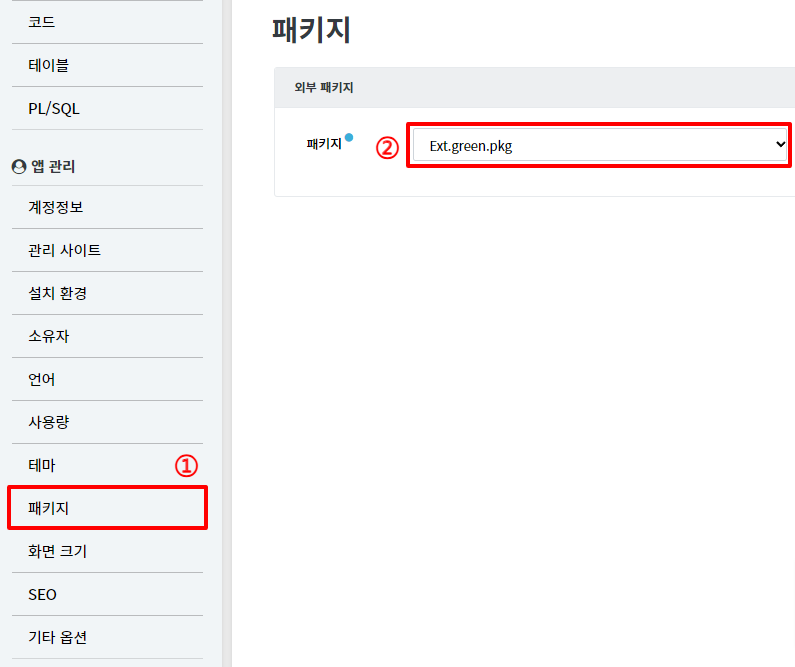 코드
테이블
PL/SQL
앱 관리
계정정보
관리 사이트
설치 환경
소유자
언어
사용량
테마
①
패키지
화면 크기
SEO
기타 옵션
패키지
외부 패키지
패키지
②
Ext.green.pkg